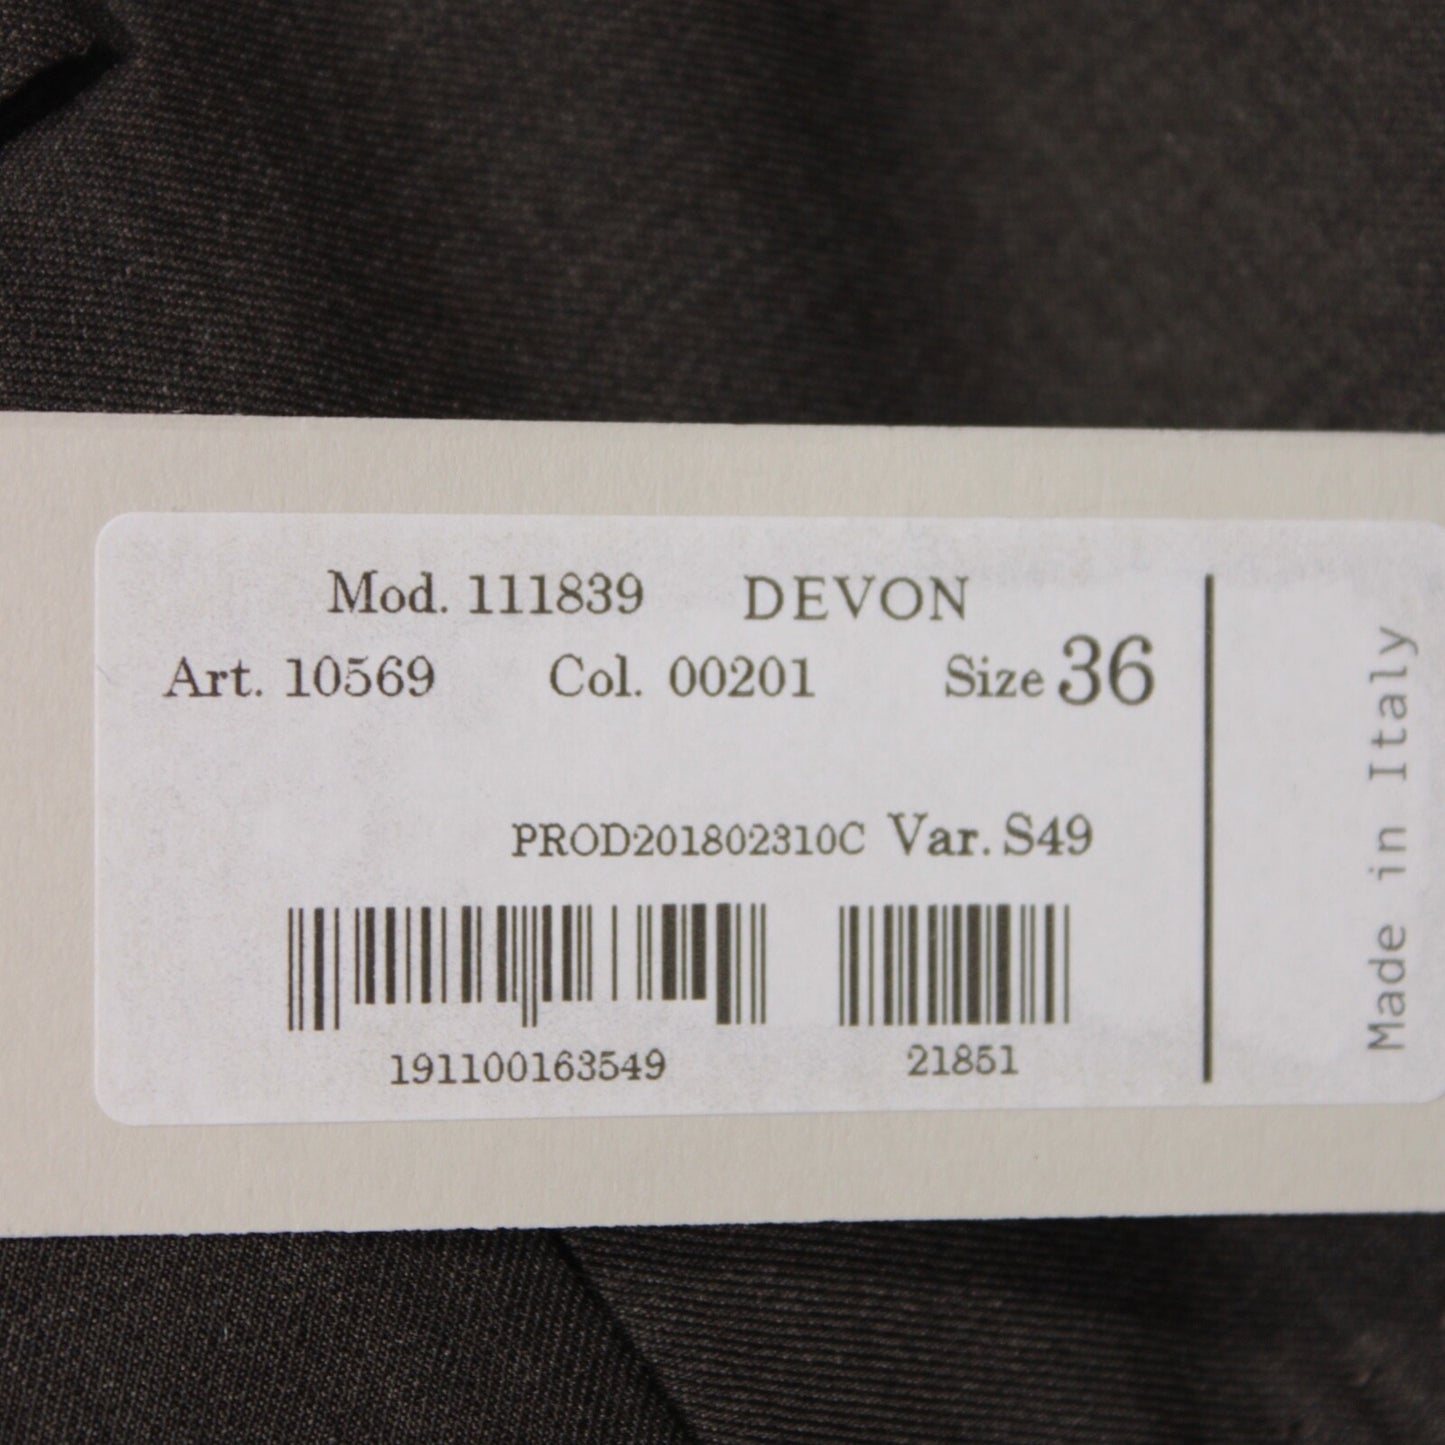 Mod. 111839 DEVON
Art. 10569 Col. 00201 Size 36
PROD201802310C Var. S49
191100163549 21851
Made in Italy